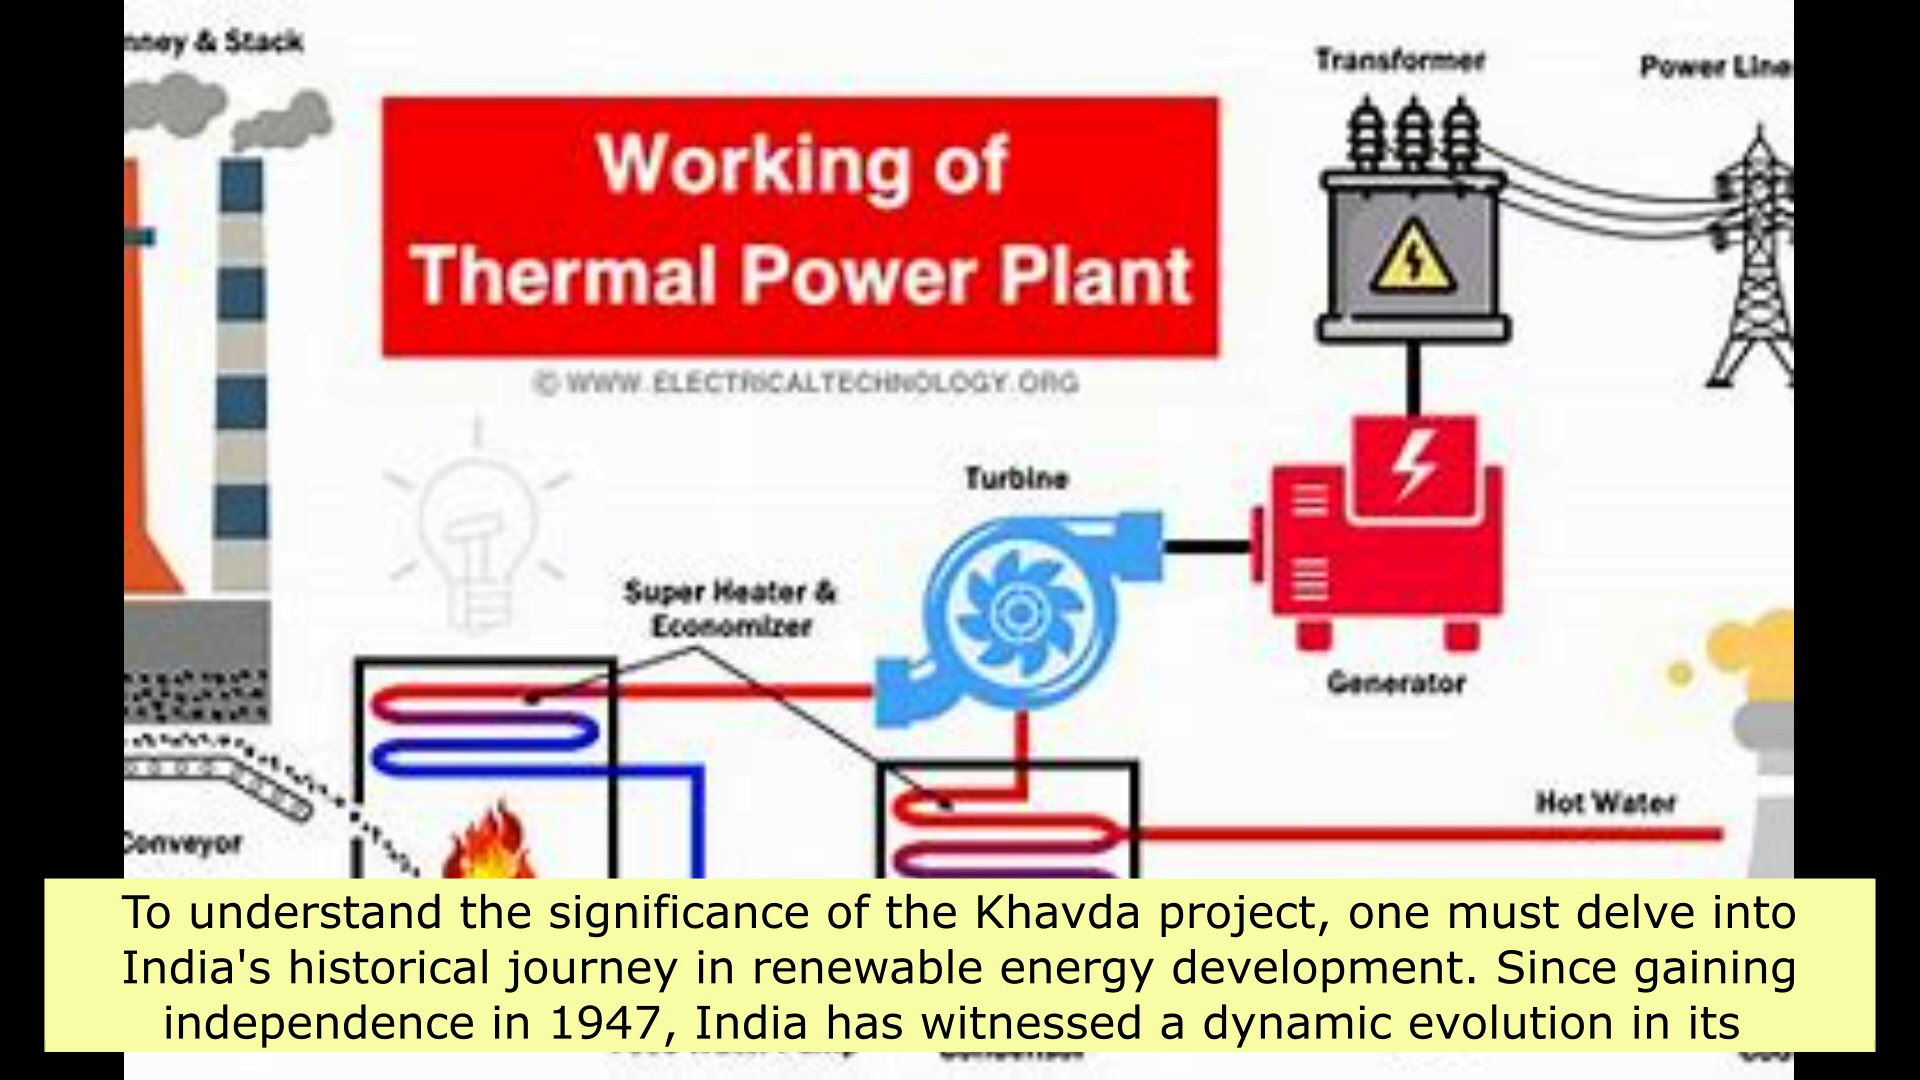 nney & Stack
Transformer
Power Line
Working of
Thermal Power Plant
© WWW.ELECTRICALTECHNOLOGY.ORG
Turbine
Super Heater &
Economizer
Generator
Hot Water
Conveyor
To understand the significance of the Khavda project, one must delve into
India's historical journey in renewable energy development. Since gaining
independence in 1947, India has witnessed a dynamic evolution in its